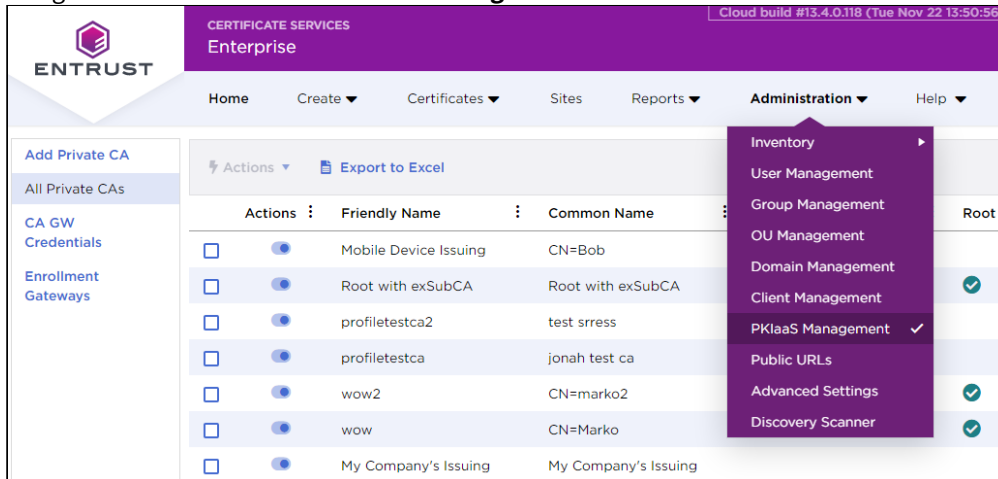 CERTIFICATE SERVICES
Enterprise
Cloud build #13.4.0.118 (Tue Nov 22 13:50:56
ENTRUST
Home Create Certificates Sites Reports Administration Help
Add Private CA
All Private CAs
CA GW
Credentials
Enrollment
Gateways
Actions Export to Excel
Actions Friendly Name Common Name Root
Mobile Device Issuing CN=Bob
Root with exSubCA Root with exSubCA
profiletestca2 test srress
profiletestca jonah test ca
wow2 CN=marko2
wow CN=Marko
My Company's Issuing My Company's Issuing
Inventory
User Management
Group Management
OU Management
Domain Management
Client Management
PKIaaS Management
Public URLs
Advanced Settings
Discovery Scanner